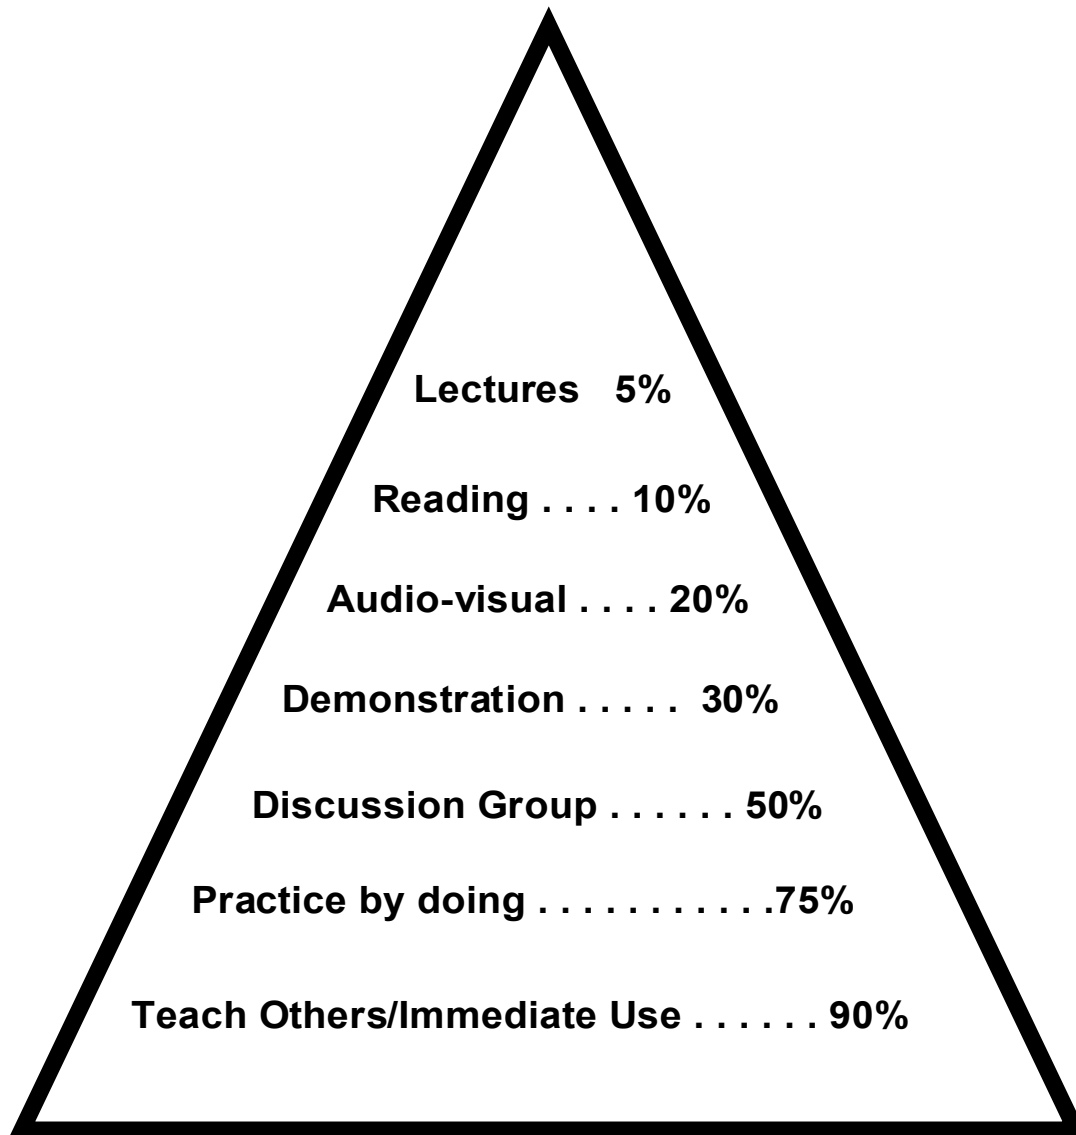 Lectures   5%
Reading . . . . 10%
Audio-visual . . . . 20%
Demonstration . . . . .  30%
Discussion Group . . . . . . 50%
Practice by doing . . . . . . . . . . .75%
Teach Others/Immediate Use . . . . . . 90%